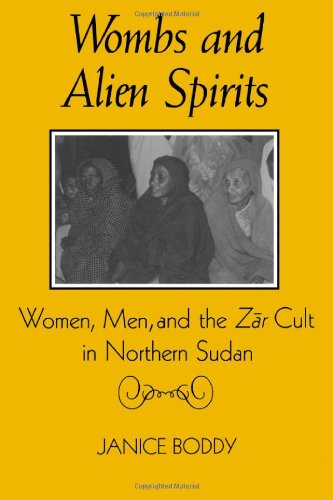 Wombs and
Alien Spirits
Women, Men, and the Zār Cult
in Northern Sudan
JANICE BODDY